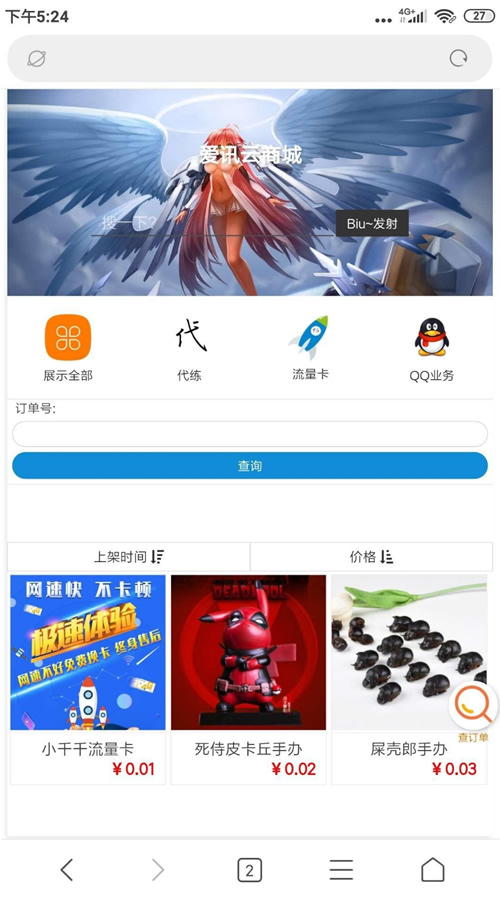 下午5:24
4G+
27
爱讯云商城
搜一下?
Biu~发射
展示全部
代
代练
流量卡
QQ业务
订单号:
查询
上架时间
价格
网速快 不卡顿
极速体验
网速不好免费换卡 终身售后
DEADPOOL
小千千流量卡
¥0.01
死侍皮卡丘手办
¥0.02
屎壳郎手办
¥0.03
查订单
2